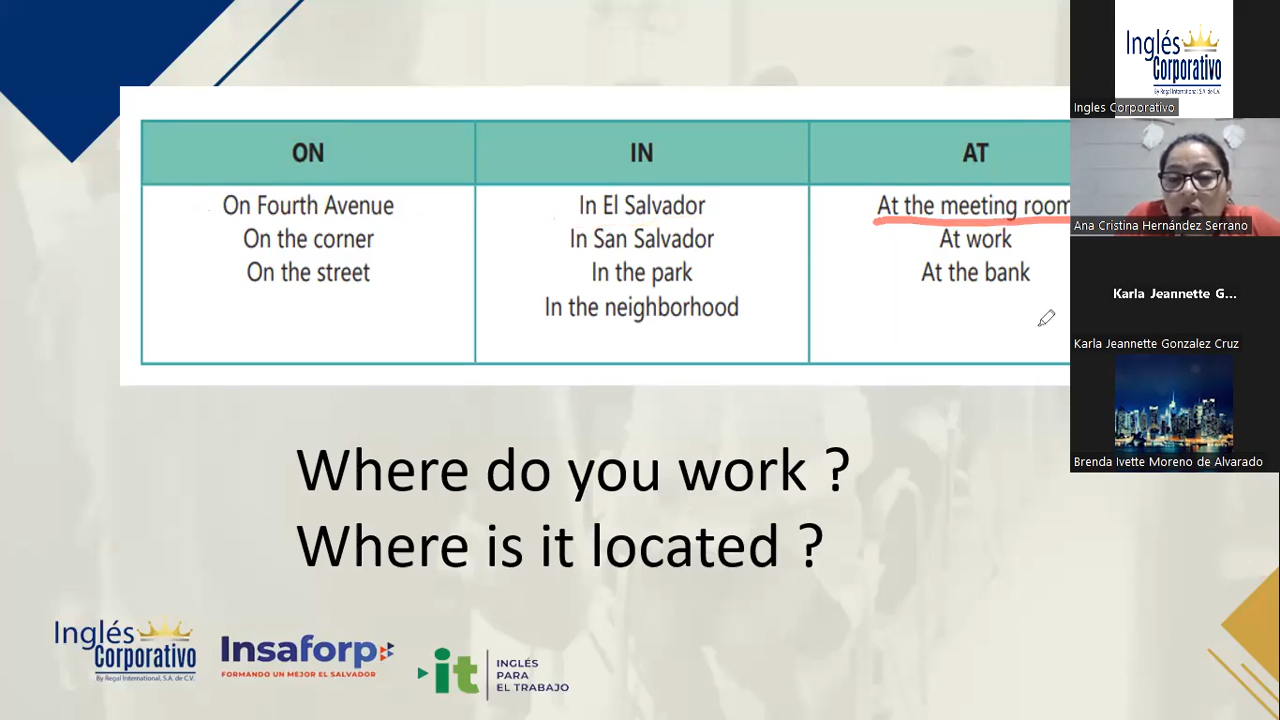 ON
IN
AT
On Fourth Avenue
On the corner
On the street
In El Salvador
In San Salvador
In the park
In the neighborhood
At the meeting room
At work
At the bank
Where do you work ?
Where is it located ?
Inglés
Corporativo
By Regal International, S.A. de C.V.
Insaforp
FORMANDO UN MEJOR EL SALVADOR
it
INGLÉS
PARA
EL TRABAJO
Inglés
Corporativo
By Regal International, S.A. de C.V.
Ingles Corporativo
Ana Cristina Hernández Serrano
Karla Jeannette G...
Karla Jeannette Gonzalez Cruz
Brenda Ivette Moreno de Alvarado